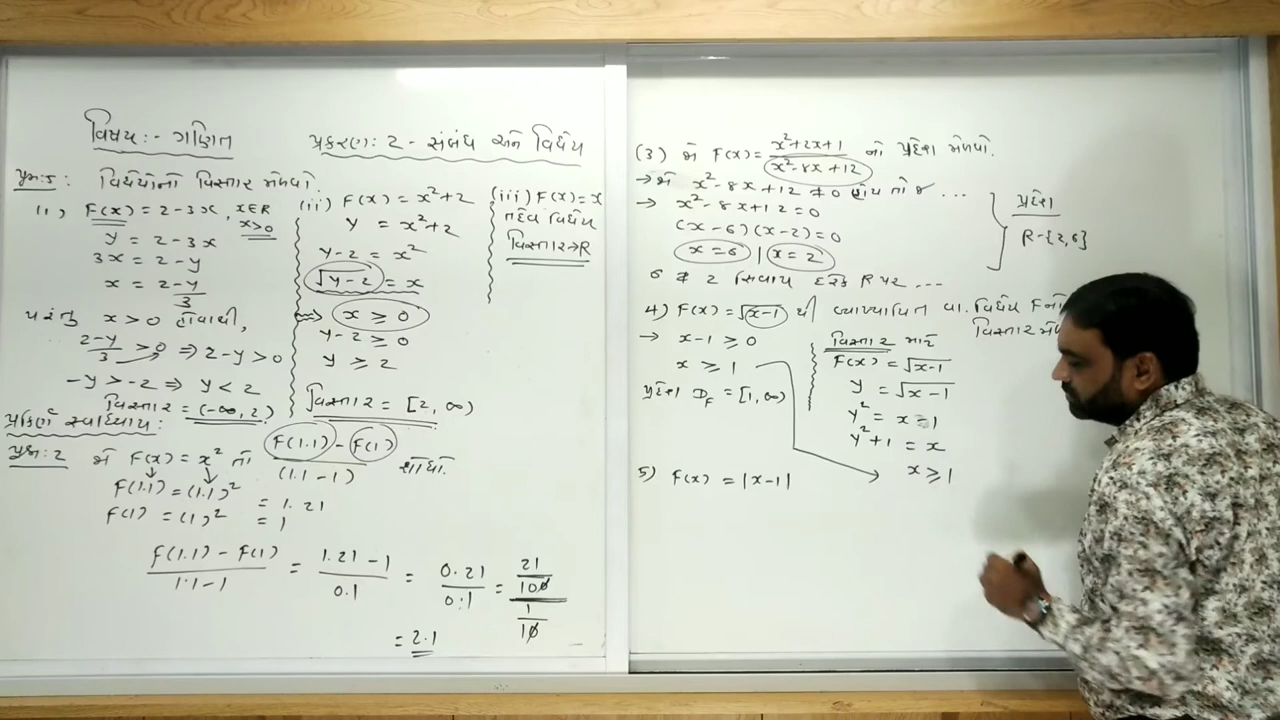 વિષય:- ગણિત
પ્રકરણ: 2 - સંબંધ અને વિધેય
પ્રશ્ન:5: વિધેયોનો વિસ્તાર મેળવો.
(i) F(x) = 2-3x, x∈R
x>0
y = 2-3x
3x = 2-y
x = 2-y/3
પરંતુ x>0 હોવાથી,
2-y/3 >0 ⇒ 2-y>0
-y>-2 ⇒ y<2
વિસ્તાર = (-∞, 2)
(ii) F(x) = x²+2
y = x²+2
y-2 = x²
√y-2 = x
⇒ x ≥ 0
y-2 ≥ 0
y ≥ 2
વિસ્તાર = [2, ∞)
(iii) F(x) = x
તદેવ વિધેય
વિસ્તાર→R
પ્રકિર્ણ સ્વાધ્યાય:
પ્રશ્ન: 2 જો F(x) = x² તો F(1.1) - F(1) / (1.1-1) શોધો.
F(1.1) = (1.1)² = 1.21
F(1) = (1)² = 1
F(1.1) - F(1) / 1.1-1 = 1.21-1 / 0.1 = 0.21 / 0.1 = 21/100 / 1/10
= 2.1
(3) જો F(x) = x²+2x+1 / x²-8x+12 નો પ્રદેશ મેળવો.
→ જો x²-8x+12 ≠ 0 હોય તો જ ...
→ x²-8x+12 = 0
(x-6)(x-2) = 0
x = 6 | x = 2
6 કે 2 સિવાય દરેક R પર ...
પ્રદેશ
R-{2,6}
4) F(x) = √x-1 થી વ્યાખ્યાયિત વા. વિધેય Fનો
→ x-1 ≥ 0
x ≥ 1
પ્રદેશ D_F = [1, ∞)
વિસ્તાર માટે
F(x) = √x-1
y = √x-1
y² = x-1
y²+1 = x
x ≥ 1
5) F(x) = |x-1|